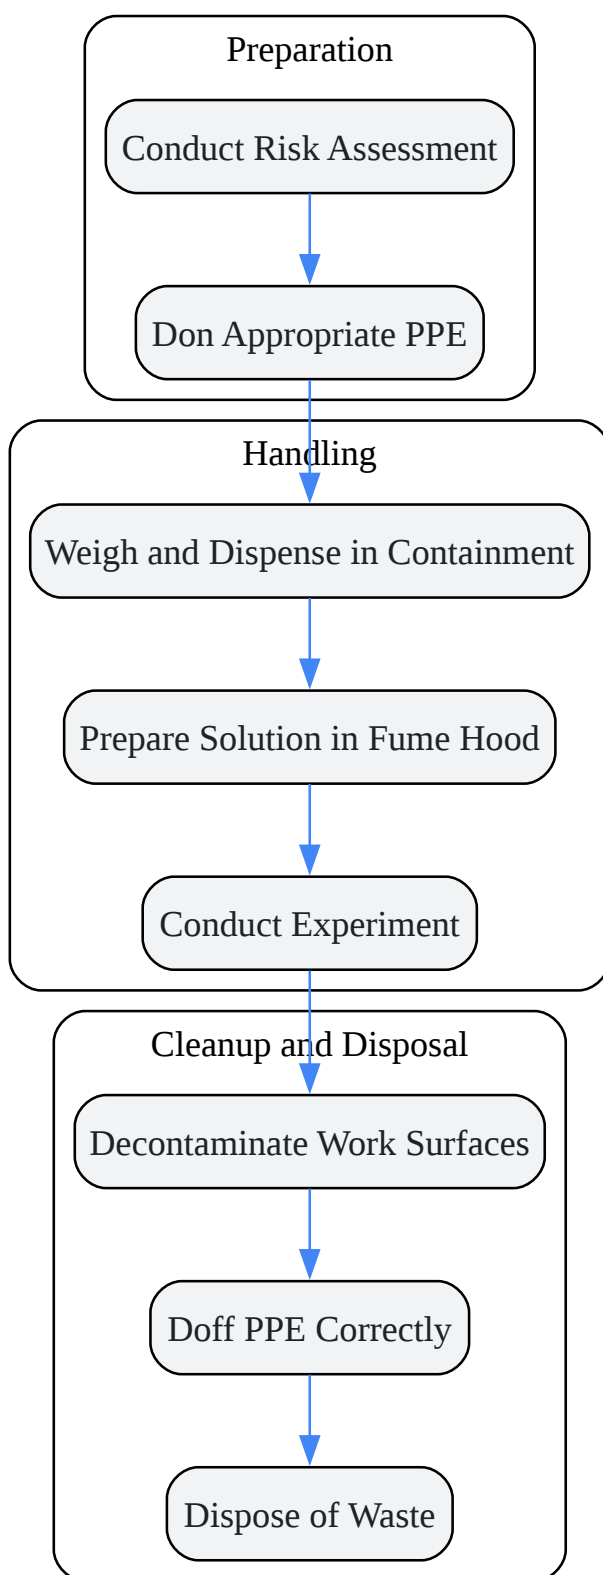 Preparation
Conduct Risk Assessment
Don Appropriate PPE
Handling
Weigh and Dispense in Containment
Prepare Solution in Fume Hood
Conduct Experiment
Cleanup and Disposal
Decontaminate Work Surfaces
Doff PPE Correctly
Dispose of Waste